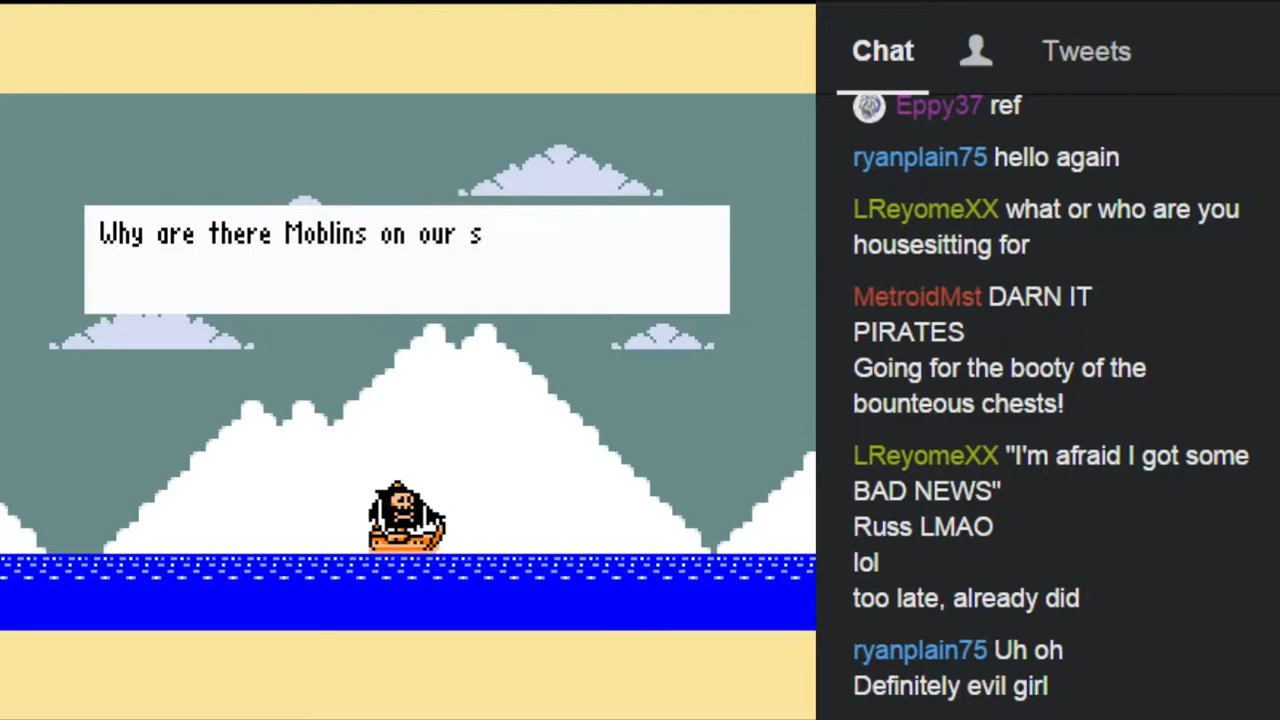 Why are there Moblins on our s
Chat
Tweets
Eppy37 ref
ryanplain75 hello again
LReyomeXX what or who are you
housesitting for
MetroidMst DARN IT
PIRATES
Going for the booty of the
bounteous chests!
LReyomeXX "I'm afraid I got some
BAD NEWS"
Russ LMAO
lol
too late, already did
ryanplain75 Uh oh
Definitely evil girl